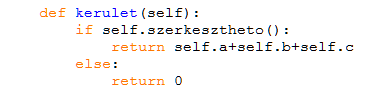 def kerulet(self):
    if self.szerkesztheto():
        return self.a+self.b+self.c
    else:
        return 0